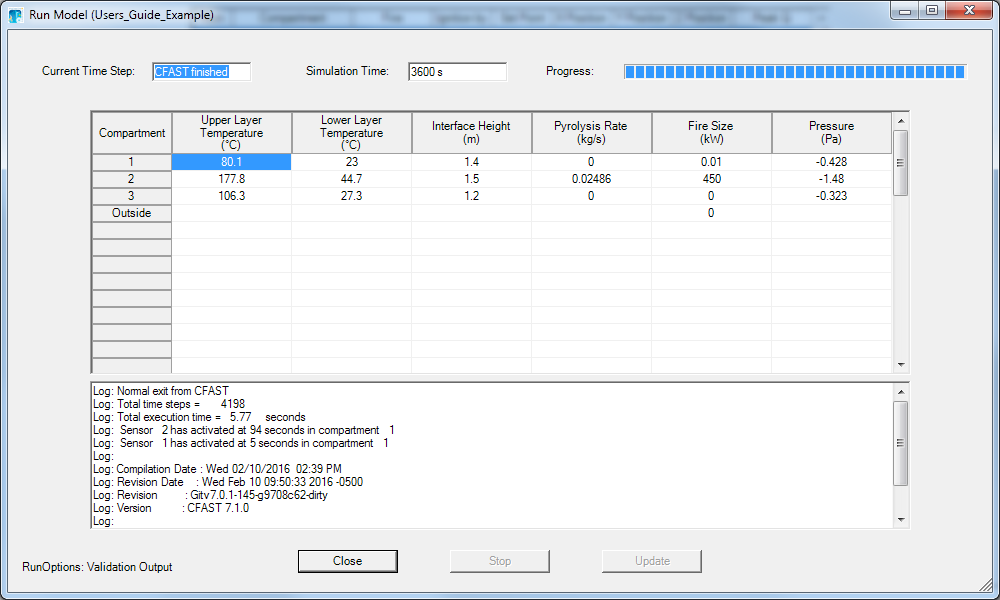 Run Model (Users_Guide_Example)
Current Time Step: CFAST finished Simulation Time: 3600 s Progress:
Compartment Upper Layer Temperature (°C) Lower Layer Temperature (°C) Interface Height (m) Pyrolysis Rate (kg/s) Fire Size (kW) Pressure (Pa)
1 80.1 23 1.4 0 0.01 -0.428
2 177.8 44.7 1.5 0.02486 450 -1.48
3 106.3 27.3 1.2 0 0 -0.323
Outside 0
Log: Normal exit from CFAST
Log: Total time steps = 4198
Log: Total execution time = 5.77 seconds
Log: Sensor 2 has activated at 94 seconds in compartment 1
Log: Sensor 1 has activated at 5 seconds in compartment 1
Log:
Log: Compilation Date : Wed 02/10/2016 02:39 PM
Log: Revision Date : Wed Feb 10 09:50:33 2016 -0500
Log: Revision : Gitv7.0.1-145-g9708c62-dirty
Log: Version : CFAST 7.1.0
Log:
RunOptions: Validation Output Close Stop Update